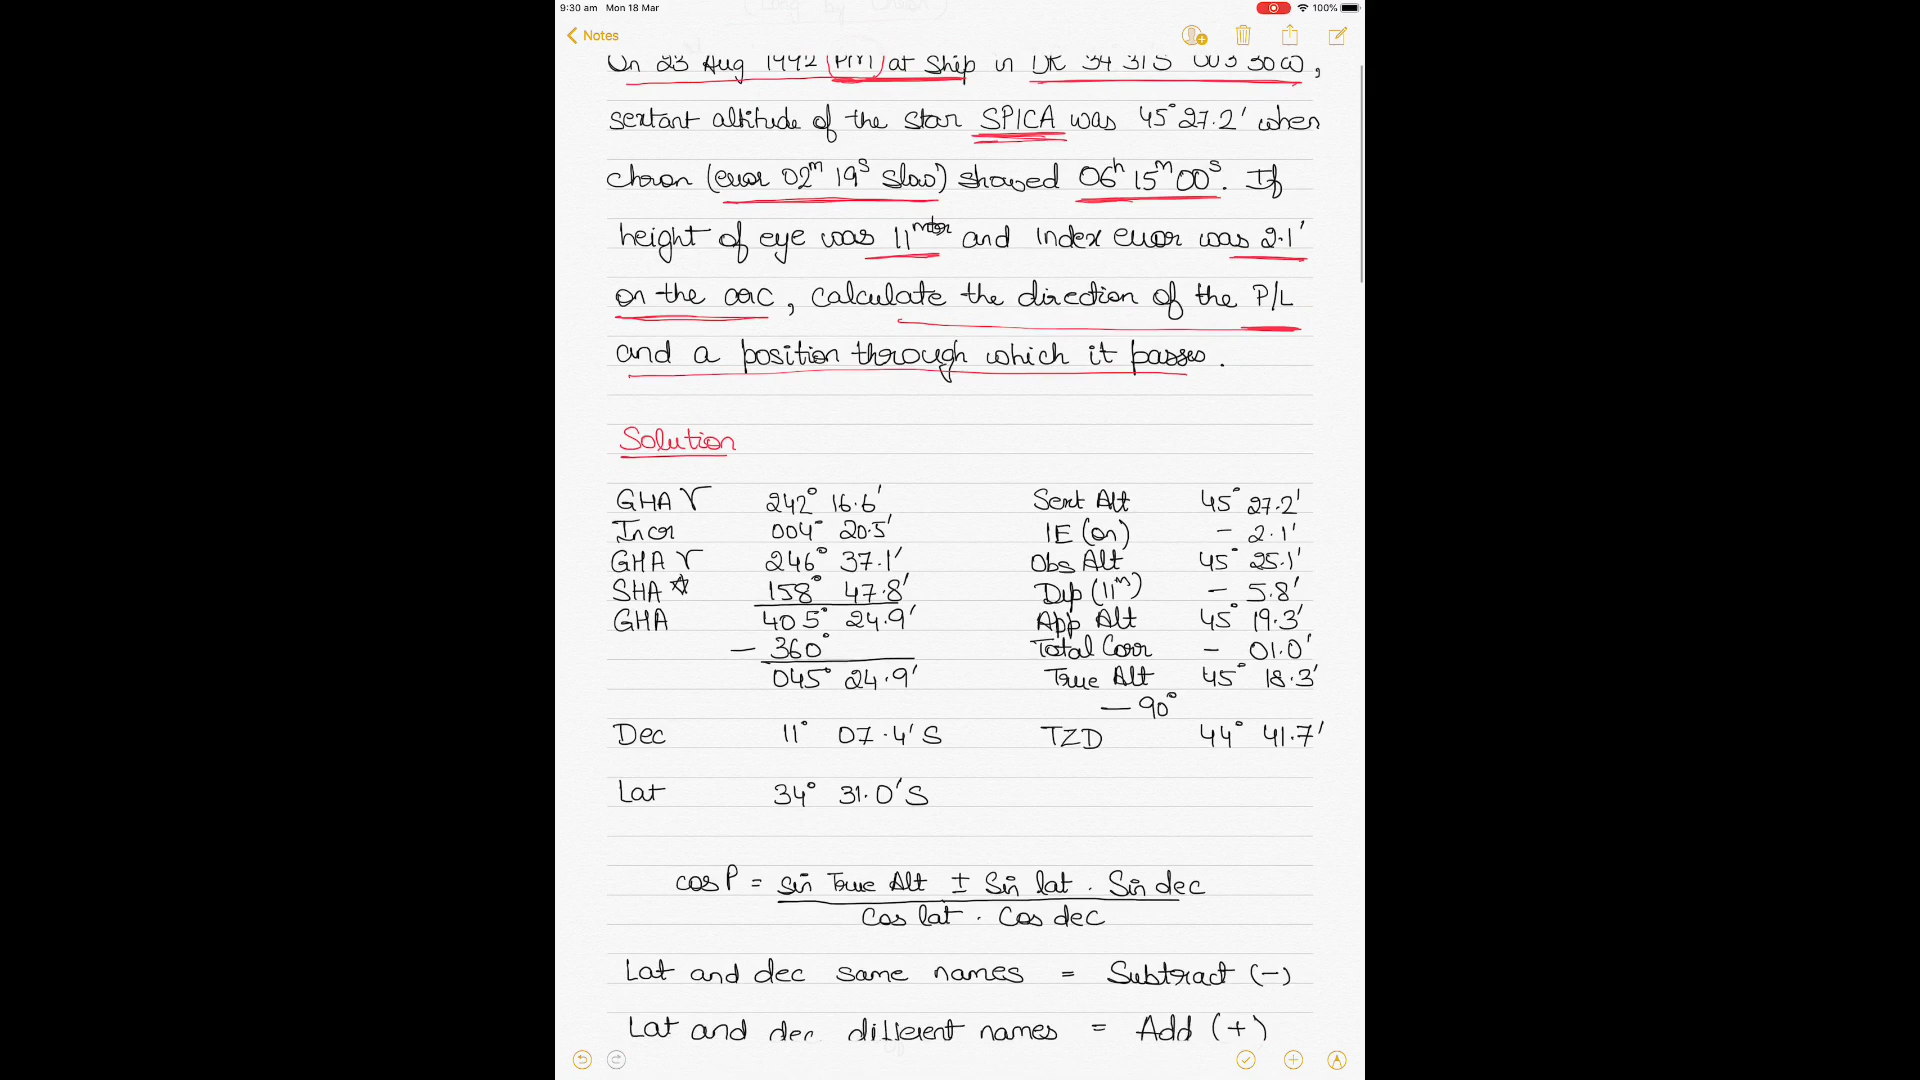 9:30 am Mon 18 Mar 100%
Notes
On 23 Aug 1992 (PM) at ship in DR 34 31S 003 30W,
sextant altitude of the star SPICA was 45° 27.2' when
chron (error 02m 19s slow) showed 06h 15m 00s. If
height of eye was 11 mtr and index error was 2.1'
on the arc, calculate the direction of the P/L
and a position through which it passes.
Solution
GHA ♈ 242° 16.6' Sext Alt 45° 27.2'
Incr 004° 20.5' IE (on) - 2.1'
GHA ♈ 246° 37.1' Obs Alt 45° 25.1'
SHA ☆ 158° 47.8' Dip (11m) - 5.8'
GHA 405° 24.9' App Alt 45° 19.3'
- 360° Total Corr - 01.0'
045° 24.9' True Alt 45° 18.3'
- 90°
Dec 11° 07.4' S TZD 44° 41.7'
Lat 34° 31.0' S
cos P = sin True Alt ± Sin lat . Sin dec
Cos lat . Cos dec
Lat and dec same names = Subtract (-)
Lat and dec different names = Add (+)